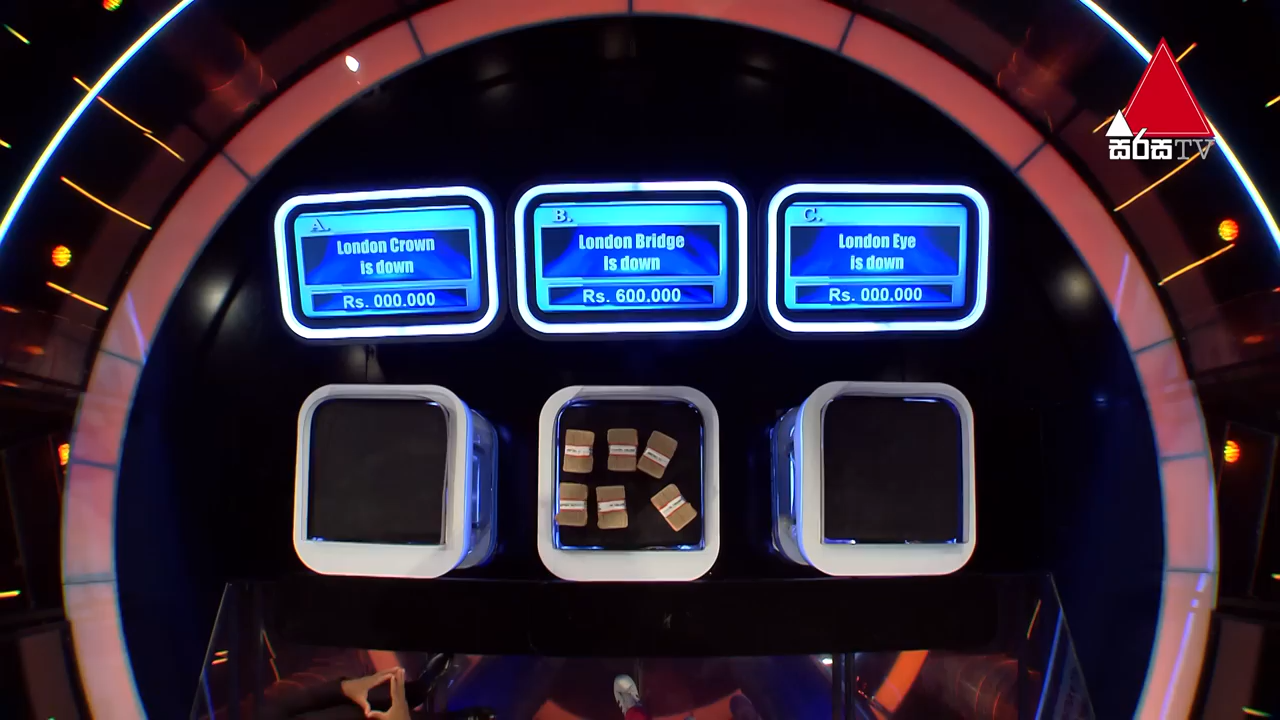 සිරස TV
A.
London Crown
is down
Rs. 000.000
B.
London Bridge
is down
Rs. 600.000
C.
London Eye
is down
Rs. 000.000